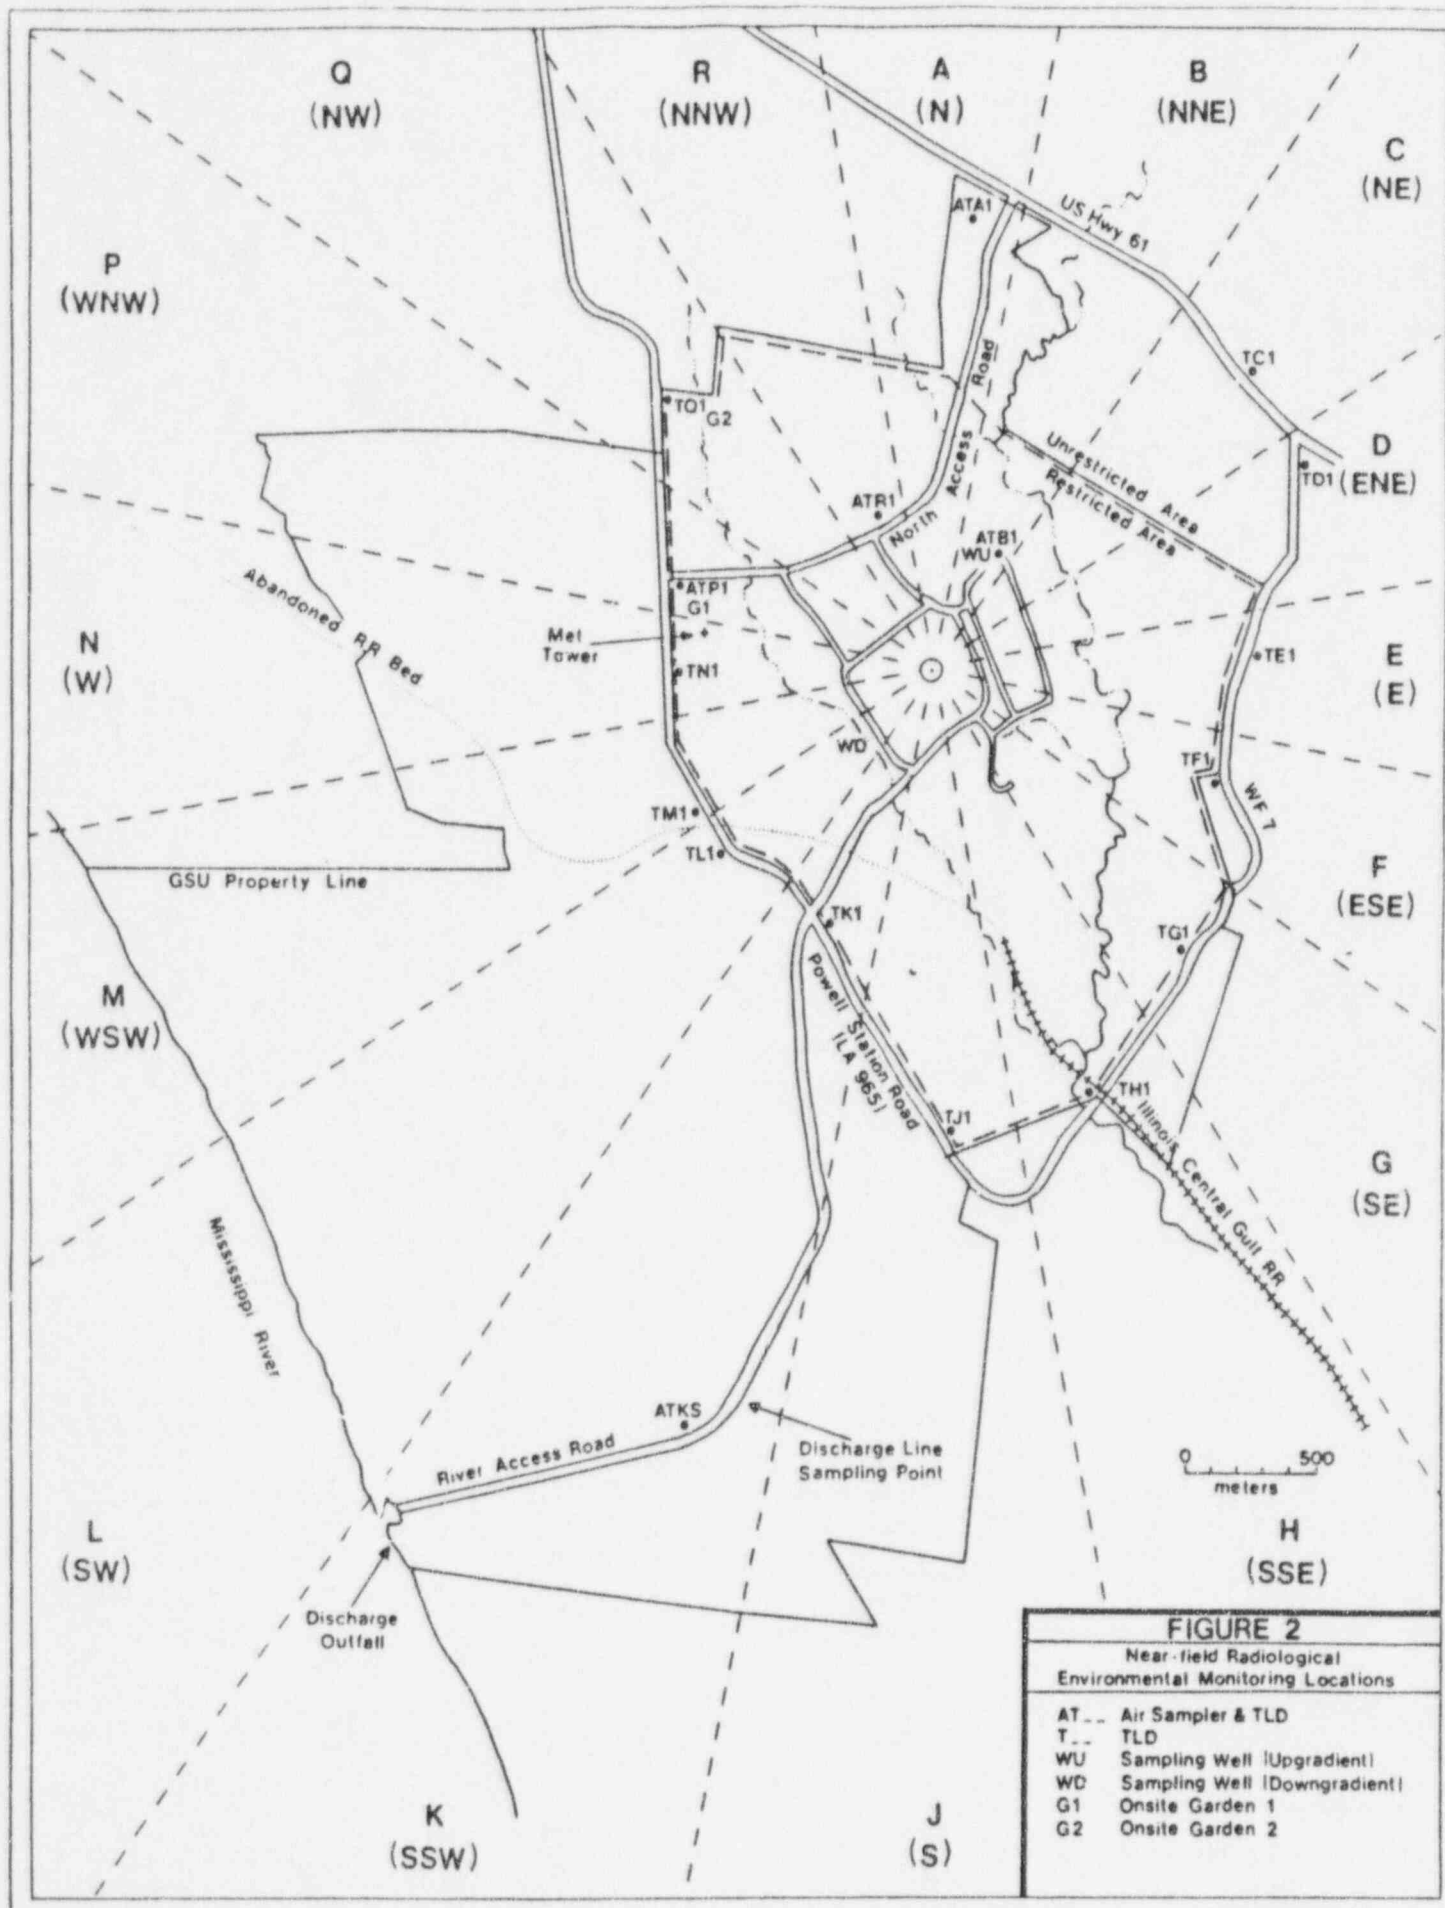 Q
(NW)
R
(NNW)
A
(N)
B
(NNE)
C
(NE)
P
(WNW)
ATA1
US Hwy 61
TC1
Road
TQ1
G2
Access
Unrestricted Area
Restricted Area
D
(ENE)
TD1
ATR1
North
ATB1
WU
Abandoned RR Bed
ATP1
G1
Met
Tower
TN1
N
(W)
TE1
E
(E)
WD
TF1
WF 7
TM1
TL1
GSU Property Line
F
(ESE)
TK1
TG1
M
(WSW)
Powell Station Road
(LA 965)
TJ1
TH1
Illinois Central Gulf RR
G
(SE)
Mississippi River
ATKS
River Access Road
Discharge Line
Sampling Point
0 500
meters
L
(SW)
H
(SSE)
Discharge
Outfall
K
(SSW)
J
(S)
FIGURE 2
Near-field Radiological
Environmental Monitoring Locations
AT__ Air Sampler & TLD
T__ TLD
WU Sampling Well (Upgradient)
WD Sampling Well (Downgradient)
G1 Onsite Garden 1
G2 Onsite Garden 2